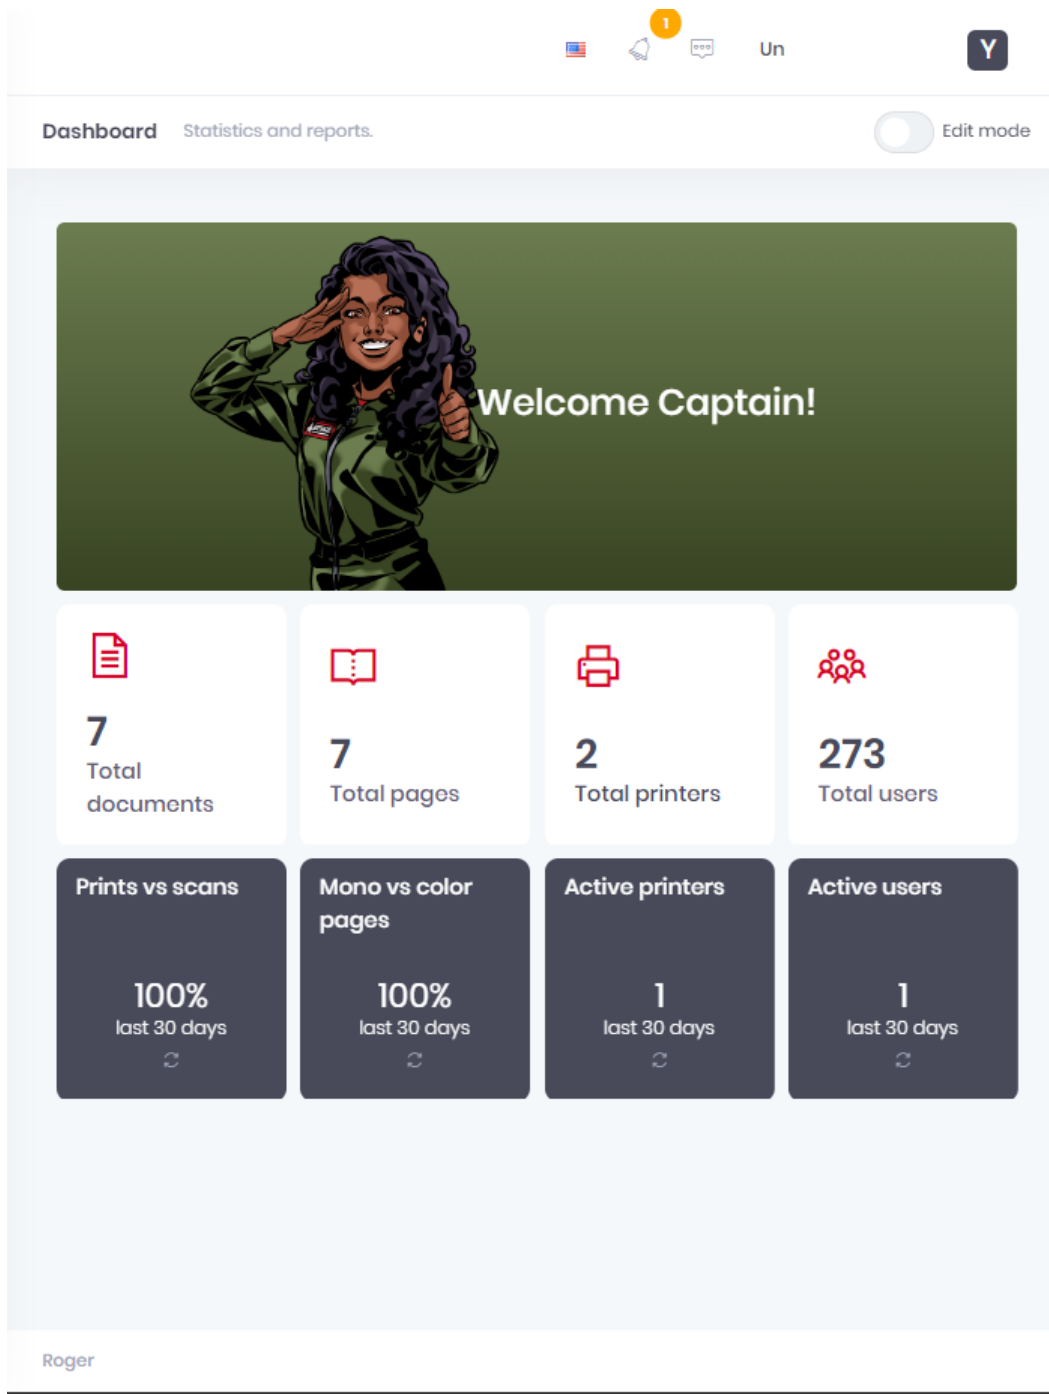 1
Un
Y
Dashboard Statistics and reports.
Edit mode
Welcome Captain!
7
Total
documents
7
Total pages
2
Total printers
273
Total users
Prints vs scans
100%
last 30 days
Mono vs color
pages
100%
last 30 days
Active printers
1
last 30 days
Active users
1
last 30 days
Roger